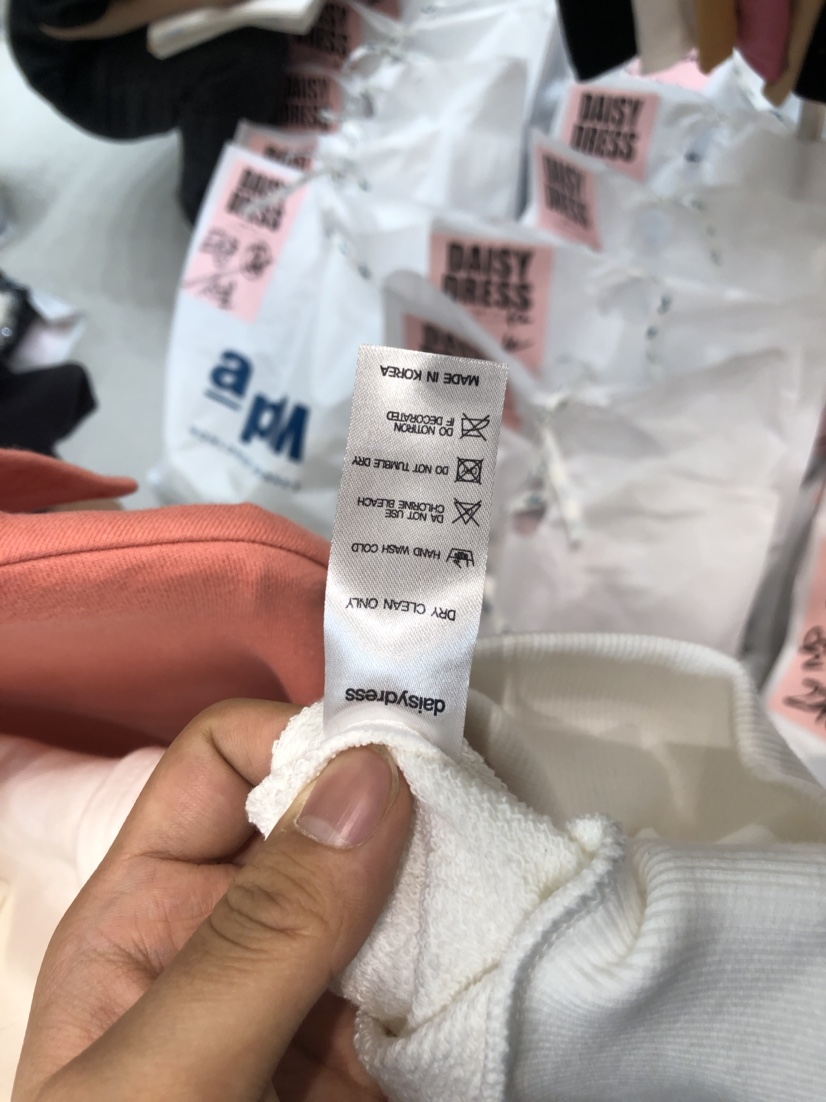 DAISY
DRESS
DAISY
DRESS
DAISY
DRESS
DAISY
DRESS
apM
daisydress
DRY CLEAN ONLY
HAND WASH COLD
DA NOT USE
CHLORINE BLEACH
DO NOT TUMBLE DRY
DO NOTIRON
IF DECORATED
MADE IN KOREA